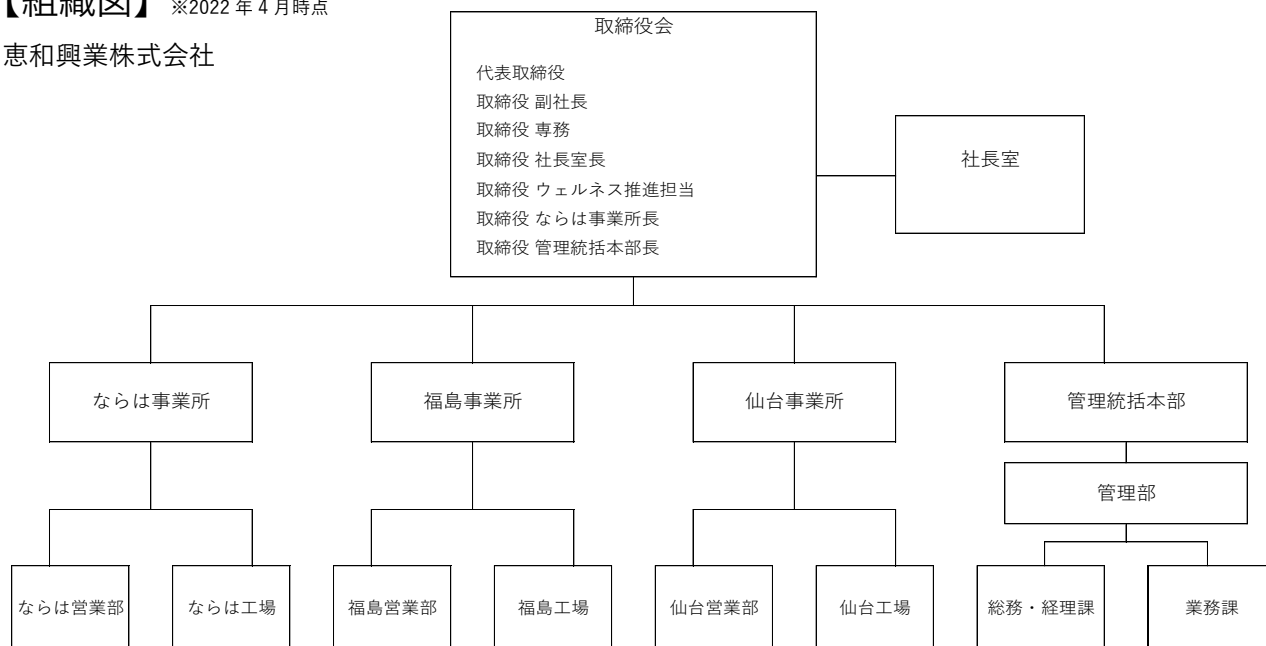 【組織図】 ※2022 年 4 月時点
恵和興業株式会社
取締役会
代表取締役
取締役 副社長
取締役 専務
取締役 社長室長
取締役 ウェルネス推進担当
取締役 ならは事業所長
取締役 管理統括本部長
社長室
ならは事業所
福島事業所
仙台事業所
管理統括本部
管理部
ならは営業部
ならは工場
福島営業部
福島工場
仙台営業部
仙台工場
総務・経理課
業務課